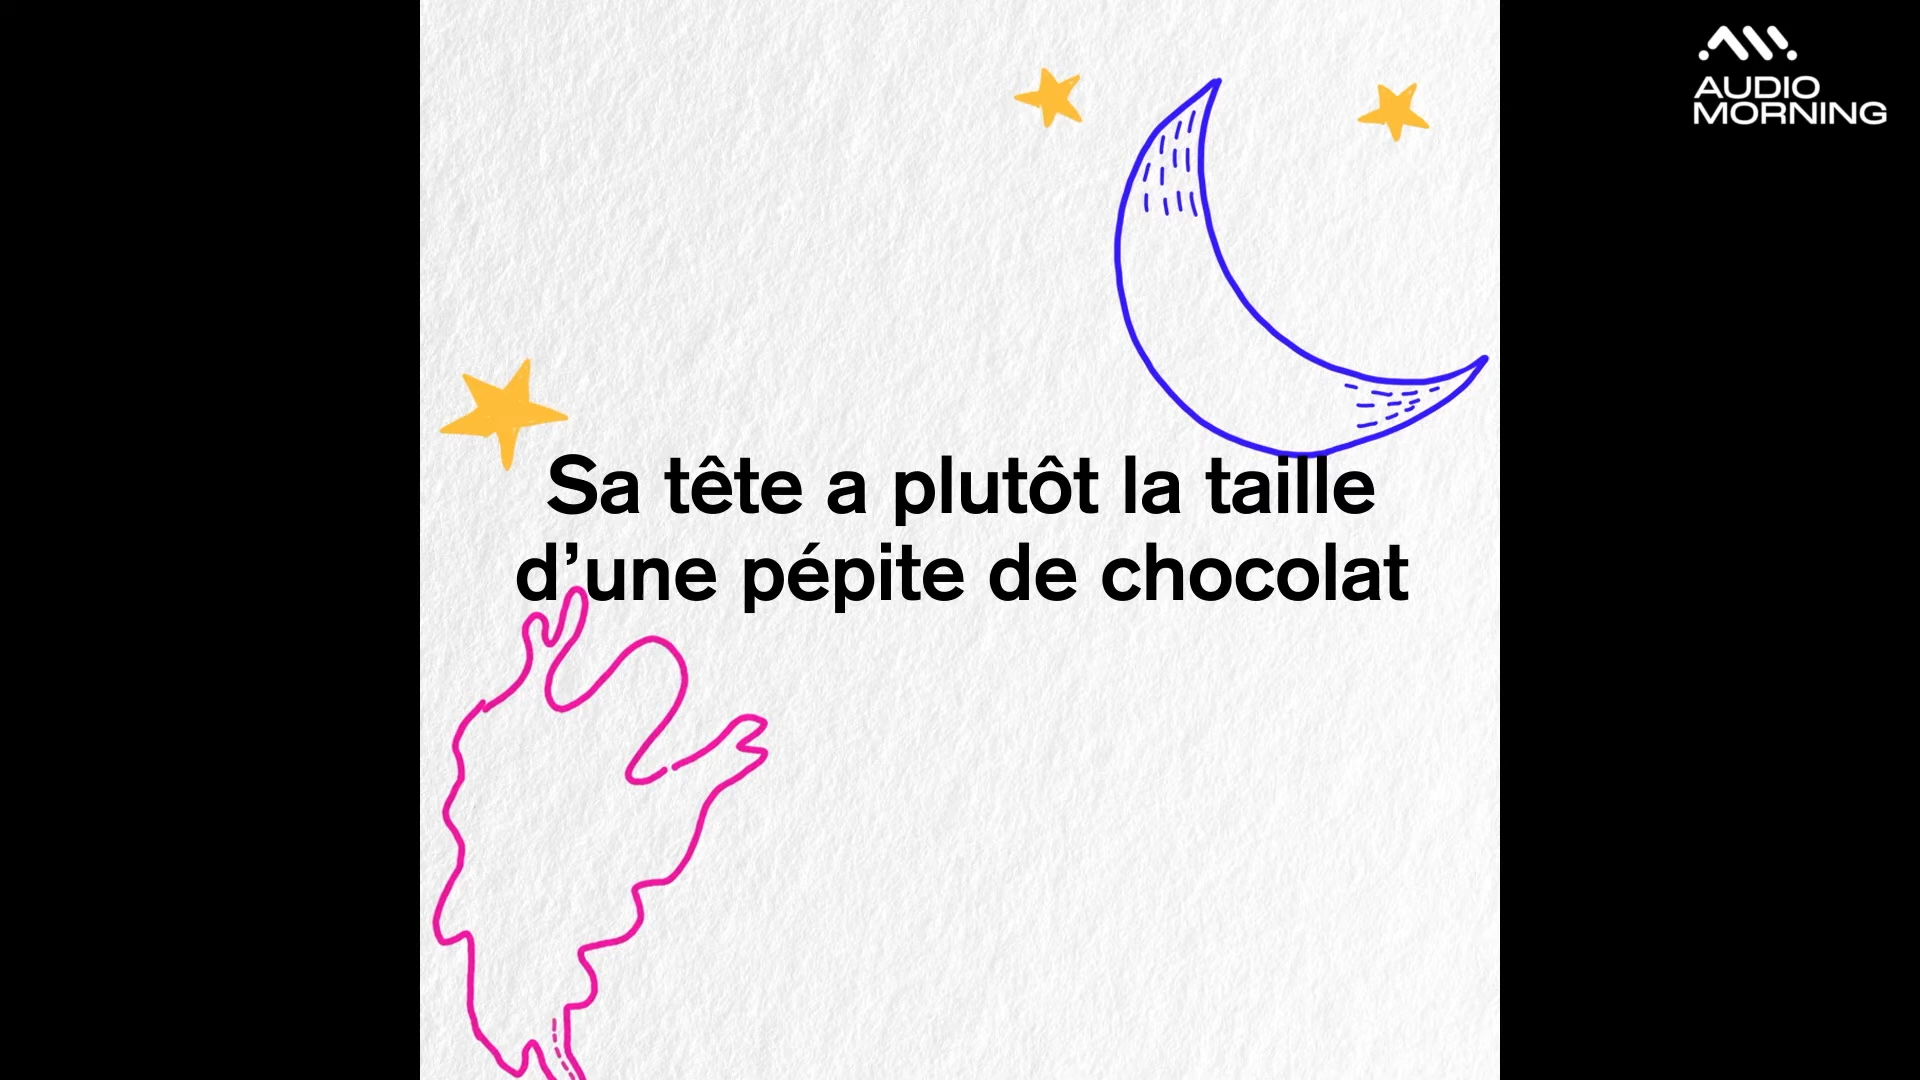 AUDIO
MORNING
Sa tête a plutôt la taille
d’une pépite de chocolat